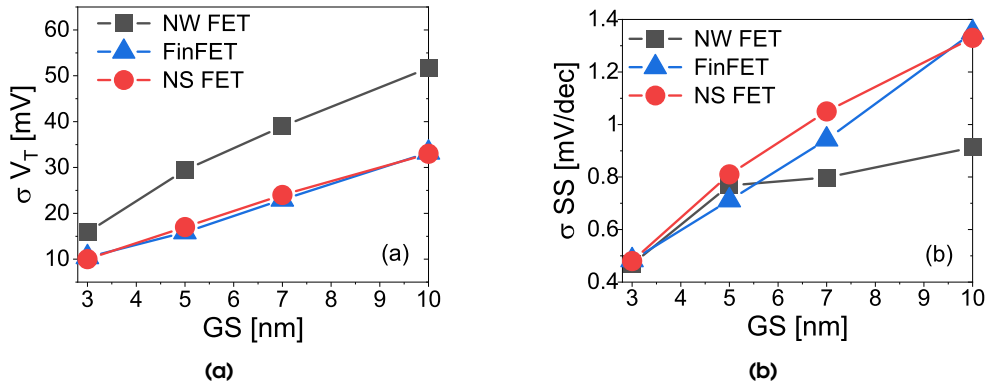 (a)
NW FET
FinFET
NS FET
60
50
40
30
20
10
σ V_T [mV]
(a)
3 4 5 6 7 8 9 10
GS [nm]
(a)
(b)
NW FET
FinFET
NS FET
1.4
1.2
1
0.8
0.6
0.4
σ SS [mV/dec]
(b)
3 4 5 6 7 8 9 10
GS [nm]
(b)